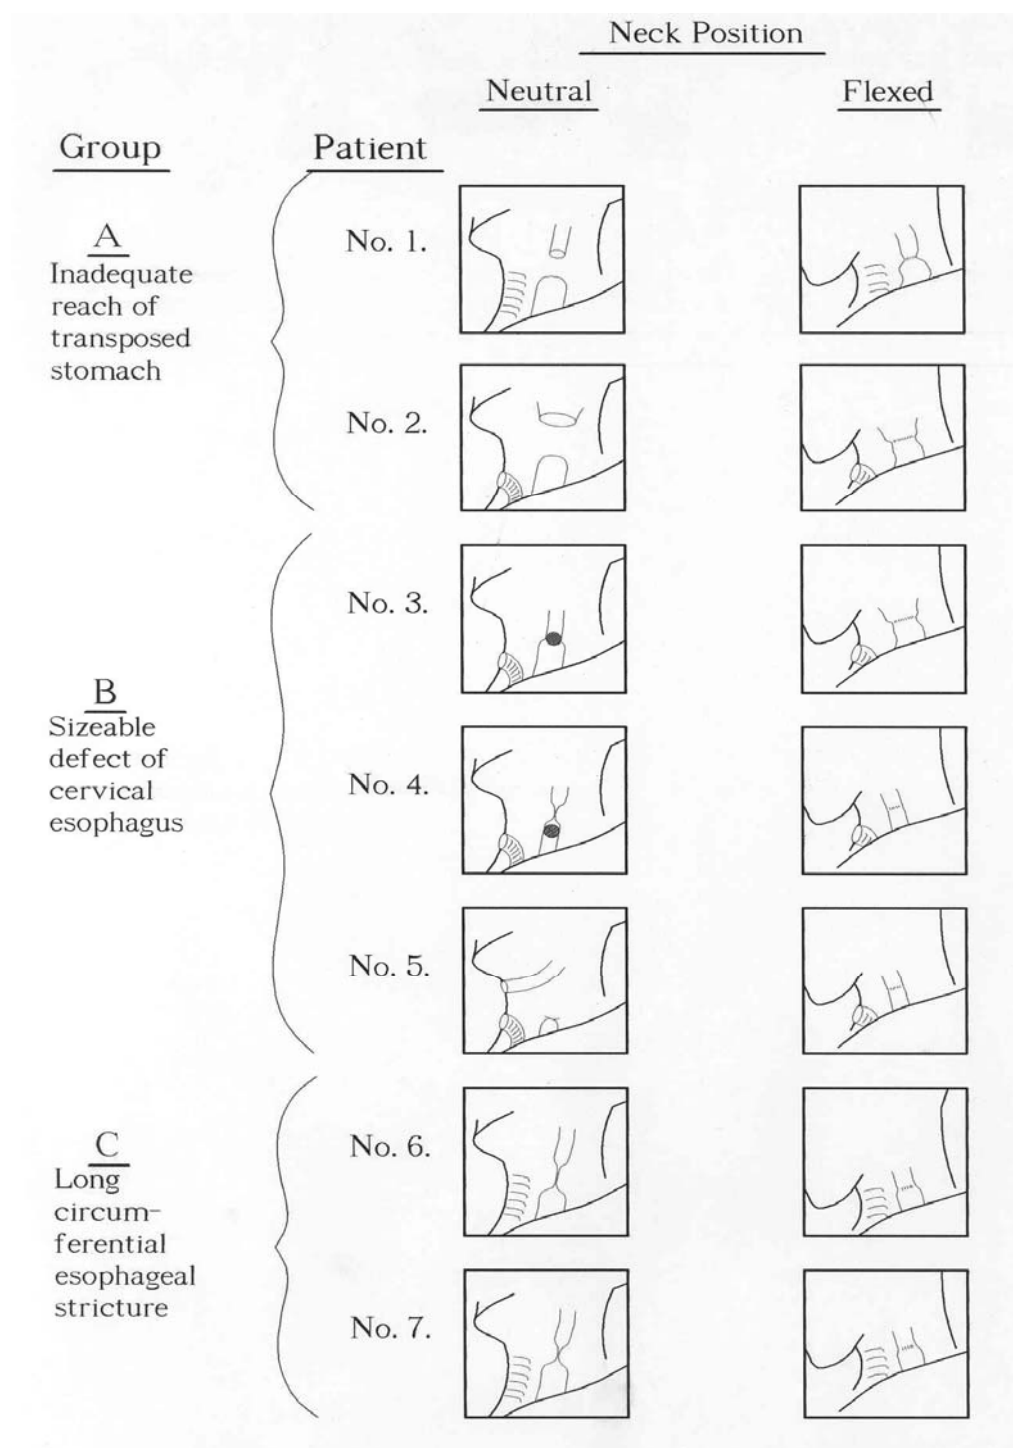 Neck Position
Neutral
Flexed
Group
Patient
A
Inadequate
reach of
transposed
stomach
No. 1.
No. 2.
B
Sizeable
defect of
cervical
esophagus
No. 3.
No. 4.
No. 5.
C
Long
circum-
ferential
esophageal
stricture
No. 6.
No. 7.